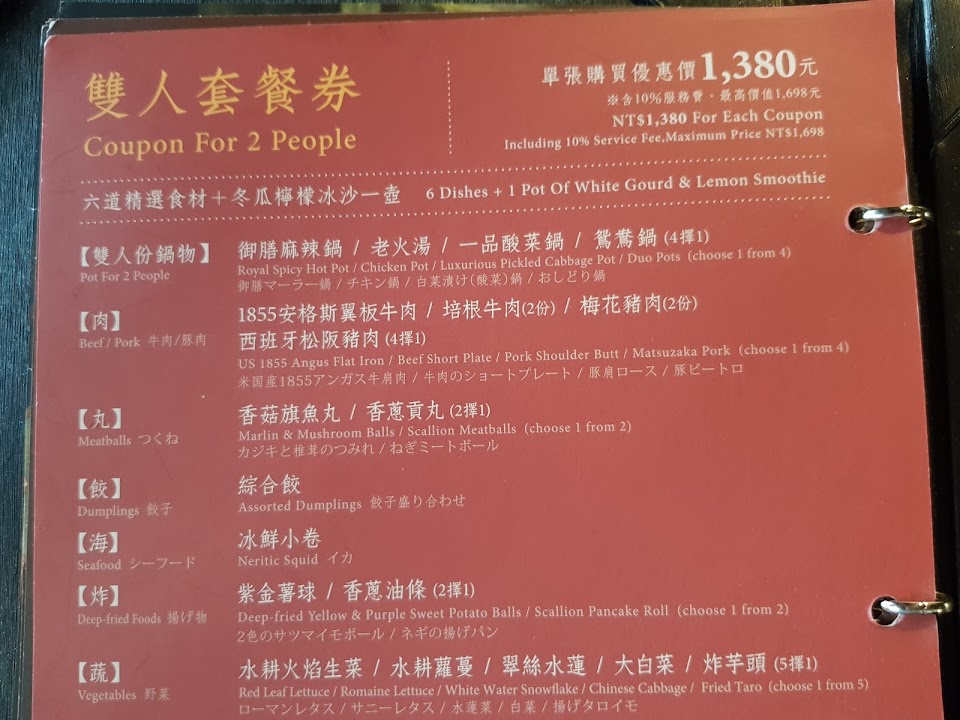 雙人套餐券
Coupon For 2 People
單張購買優惠價1,380元
※含10%服務費，最高價值1,698元
NT$1,380 For Each Coupon
Including 10% Service Fee,Maximum Price NT$1,698
六道精選食材＋冬瓜檸檬冰沙一壺 6 Dishes + 1 Pot Of White Gourd & Lemon Smoothie
【雙人份鍋物】 御膳麻辣鍋 / 老火湯 / 一品酸菜鍋 / 鴛鴦鍋 (4擇1)
Pot For 2 People Royal Spicy Hot Pot / Chicken Pot / Luxurious Pickled Cabbage Pot / Duo Pots (choose 1 from 4)
御膳マーラー鍋 / チキン鍋 / 白菜漬け(酸菜)鍋 / おしどり鍋
【肉】 1855安格斯翼板牛肉 / 培根牛肉(2份) / 梅花豬肉(2份)
Beef / Pork 牛肉/豚肉 西班牙松阪豬肉 (4擇1)
US 1855 Angus Flat Iron / Beef Short Plate / Pork Shoulder Butt / Matsuzaka Pork (choose 1 from 4)
米国産1855アンガス牛肩肉 / 牛肉のショートプレート / 豚肩ロース / 豚ピートロ
【丸】 香菇旗魚丸 / 香蔥貢丸 (2擇1)
Meatballs つくね Marlin & Mushroom Balls / Scallion Meatballs (choose 1 from 2)
カジキと椎茸のつみれ / ねぎミートボール
【餃】 綜合餃
Dumplings 餃子 Assorted Dumplings 餃子盛り合わせ
【海】 冰鮮小卷
Seafood シーフード Neritic Squid イカ
【炸】 紫金薯球 / 香蔥油條 (2擇1)
Deep-fried Foods 揚げ物 Deep-fried Yellow & Purple Sweet Potato Balls / Scallion Pancake Roll (choose 1 from 2)
2色のサツマイモボール / ネギの揚げパン
【蔬】 水耕火焰生菜 / 水耕蘿蔓 / 翠絲水蓮 / 大白菜 / 炸芋頭 (5擇1)
Vegetables 野菜 Red Leaf Lettuce / Romaine Lettuce / White Water Snowflake / Chinese Cabbage / Fried Taro (choose 1 from 5)
ローマンレタス / サニーレタス / 水蓮菜 / 白菜 / 揚げタロイモ